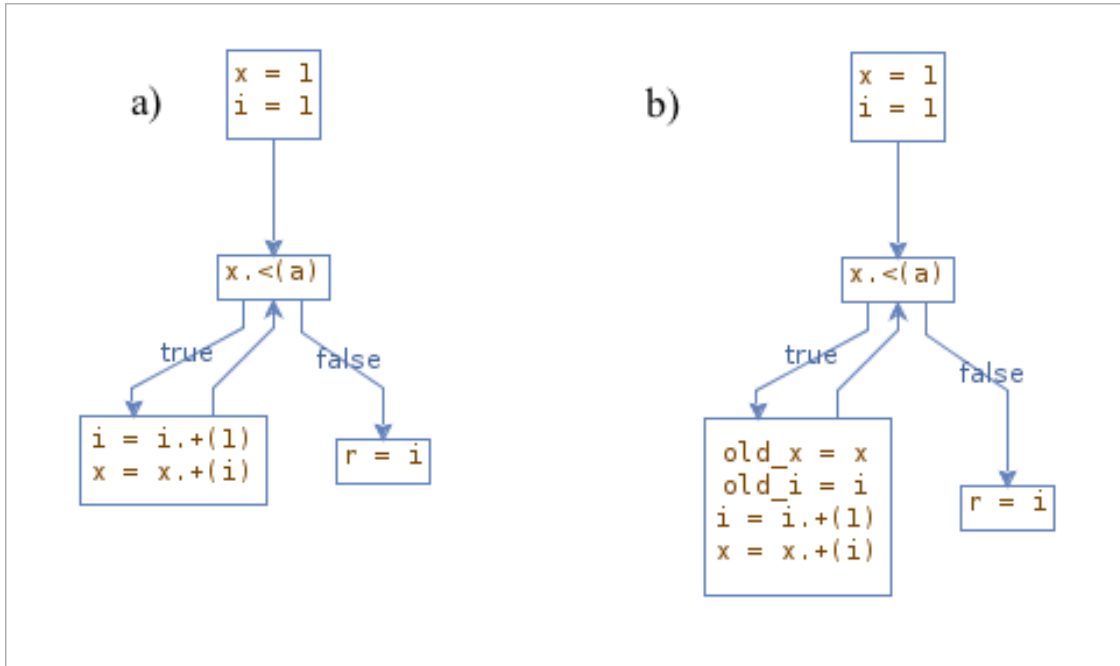 a)
x = 1
i = 1
x.<(a)
true
false
i = i.+(1)
x = x.+(i)
r = i
b)
x = 1
i = 1
x.<(a)
true
false
old_x = x
old_i = i
i = i.+(1)
x = x.+(i)
r = i